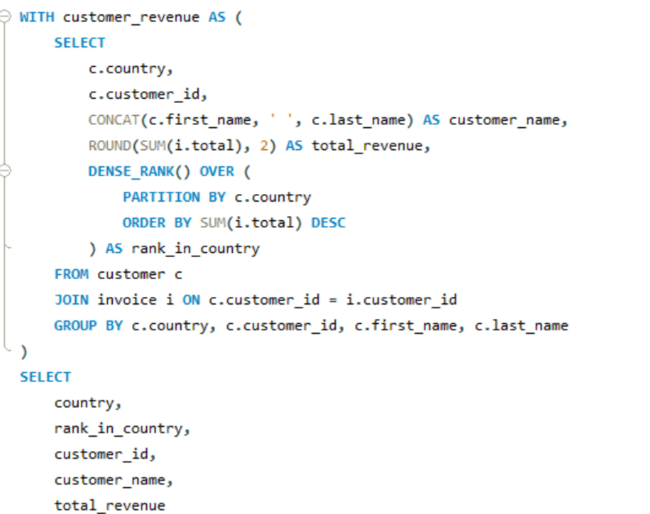 WITH customer_revenue AS (
    SELECT
        c.country,
        c.customer_id,
        CONCAT(c.first_name, ' ', c.last_name) AS customer_name,
        ROUND(SUM(i.total), 2) AS total_revenue,
        DENSE_RANK() OVER (
            PARTITION BY c.country
            ORDER BY SUM(i.total) DESC
        ) AS rank_in_country
    FROM customer c
    JOIN invoice i ON c.customer_id = i.customer_id
    GROUP BY c.country, c.customer_id, c.first_name, c.last_name
)
SELECT
    country,
    rank_in_country,
    customer_id,
    customer_name,
    total_revenue